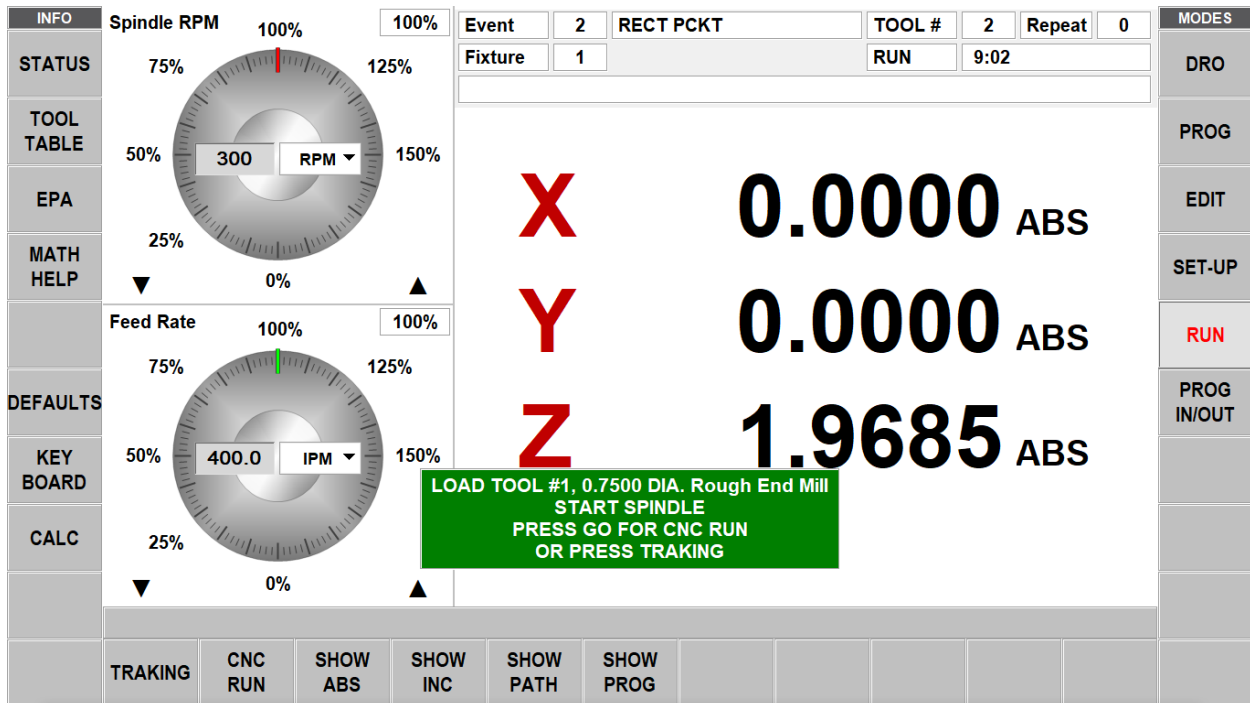 INFO
STATUS
TOOL
TABLE
EPA
MATH
HELP
DEFAULTS
KEY
BOARD
CALC
Spindle RPM
100%
100%
75%
125%
50%
300
RPM
150%
25%
0%
Feed Rate
100%
100%
75%
125%
50%
400.0
IPM
150%
25%
0%
Event 2 RECT PCKT TOOL # 2 Repeat 0
Fixture 1 RUN 9:02
X 0.0000 ABS
Y 0.0000 ABS
Z 1.9685 ABS
LOAD TOOL #1, 0.7500 DIA. Rough End Mill
START SPINDLE
PRESS GO FOR CNC RUN
OR PRESS TRAKING
MODES
DRO
PROG
EDIT
SET-UP
RUN
PROG
IN/OUT
TRAKING
CNC
RUN
SHOW
ABS
SHOW
INC
SHOW
PATH
SHOW
PROG